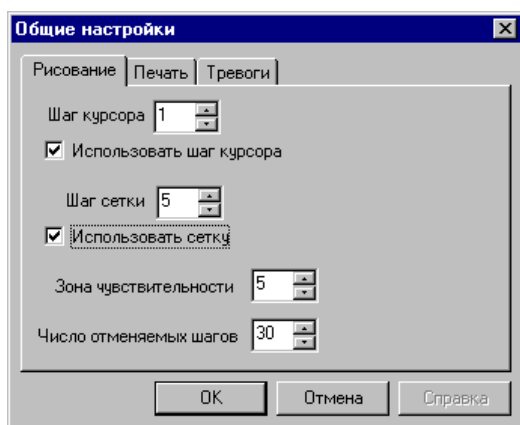 Общие настройки
Рисование Печать Тревоги
Шаг курсора 1
Использовать шаг курсора
Шаг сетки 5
Использовать сетку
Зона чувствительности 5
Число отменяемых шагов 30
OK Отмена Справка